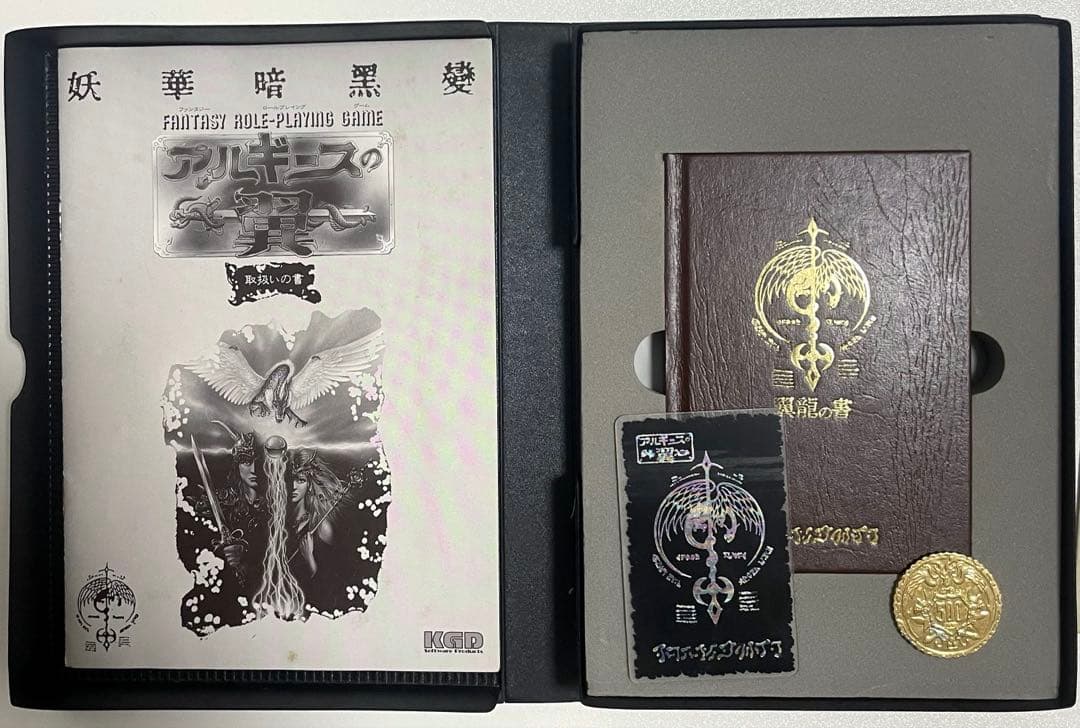 妖華暗黒變
ファンタジー ロールプレイング ゲーム
FANTASY ROLE-PLAYING GAME
アルギースの
翼
取扱いの書
KGD
Software Products
翼龍の書
アルギースの
翼